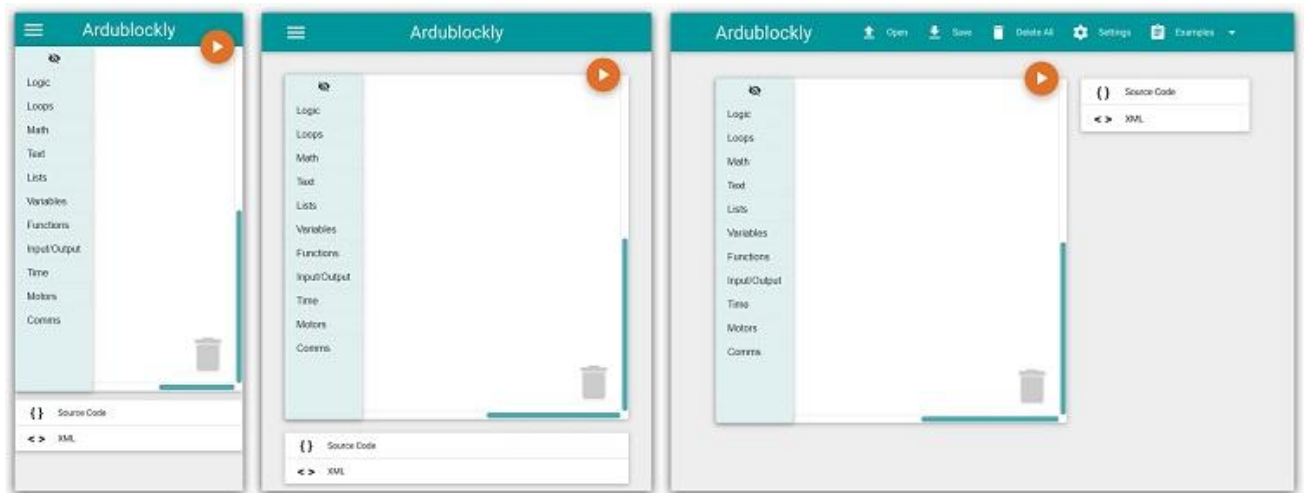 Ardublockly
Logic
Loops
Math
Text
Lists
Variables
Functions
Input/Output
Time
Motors
Comms
{ } Source Code
< > XML
Ardublockly
Logic
Loops
Math
Text
Lists
Variables
Functions
Input/Output
Time
Motors
Comms
{ } Source Code
< > XML
Ardublockly Open Save Delete All Settings Examples
Logic
Loops
Math
Text
Lists
Variables
Functions
Input/Output
Time
Motors
Comms
{ } Source Code
< > XML